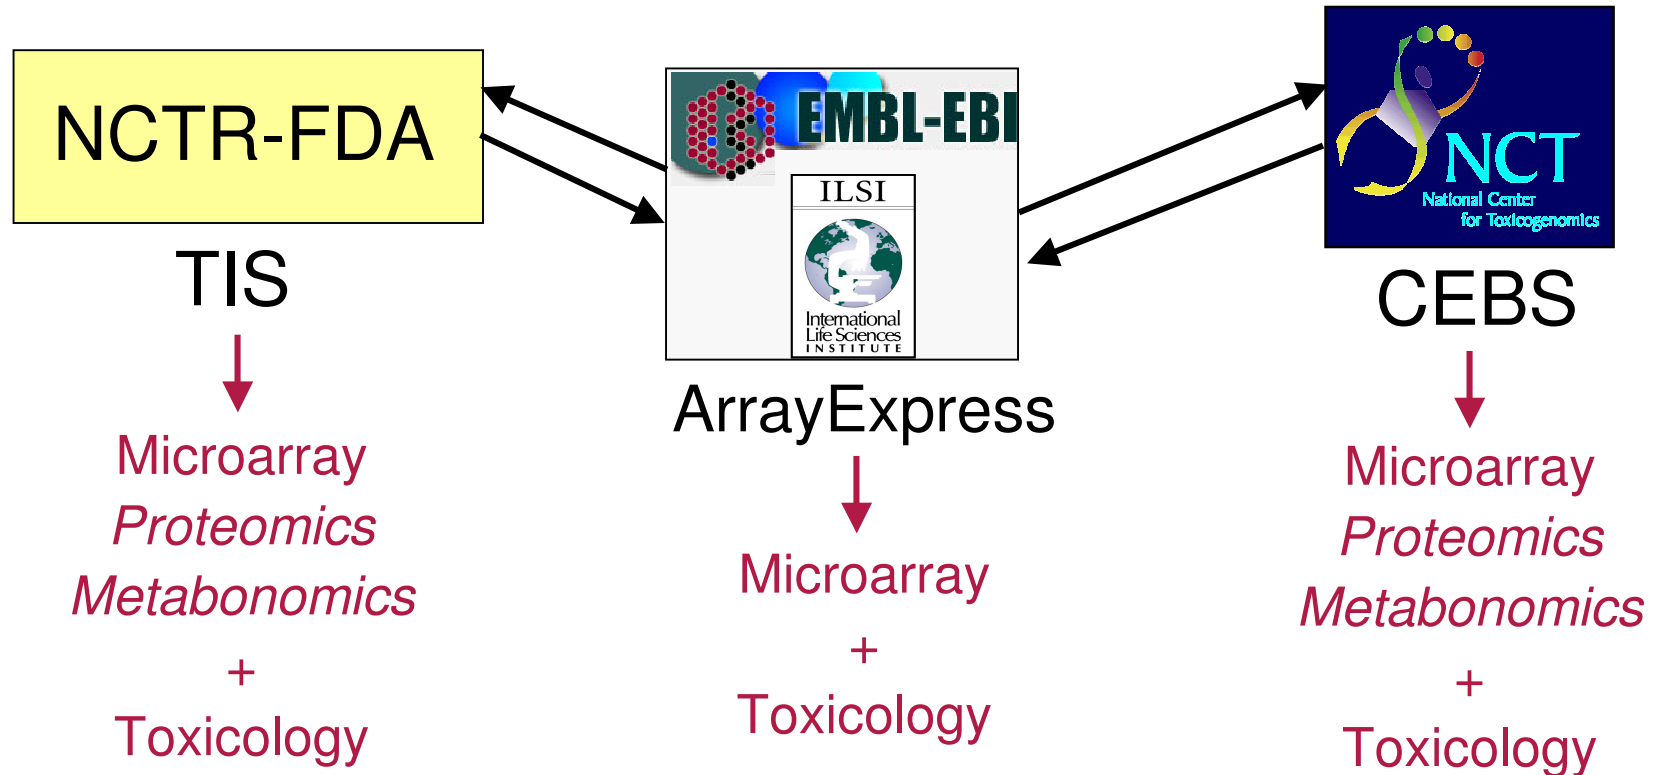 NCTR-FDA
TIS
Microarray
Proteomics
Metabonomics
+
Toxicology
EMBL-EBI
ILSI
International
Life Sciences
INSTITUTE
ArrayExpress
Microarray
+
Toxicology
NCT
National Center
for Toxicogenomics
CEBS
Microarray
Proteomics
Metabonomics
+
Toxicology